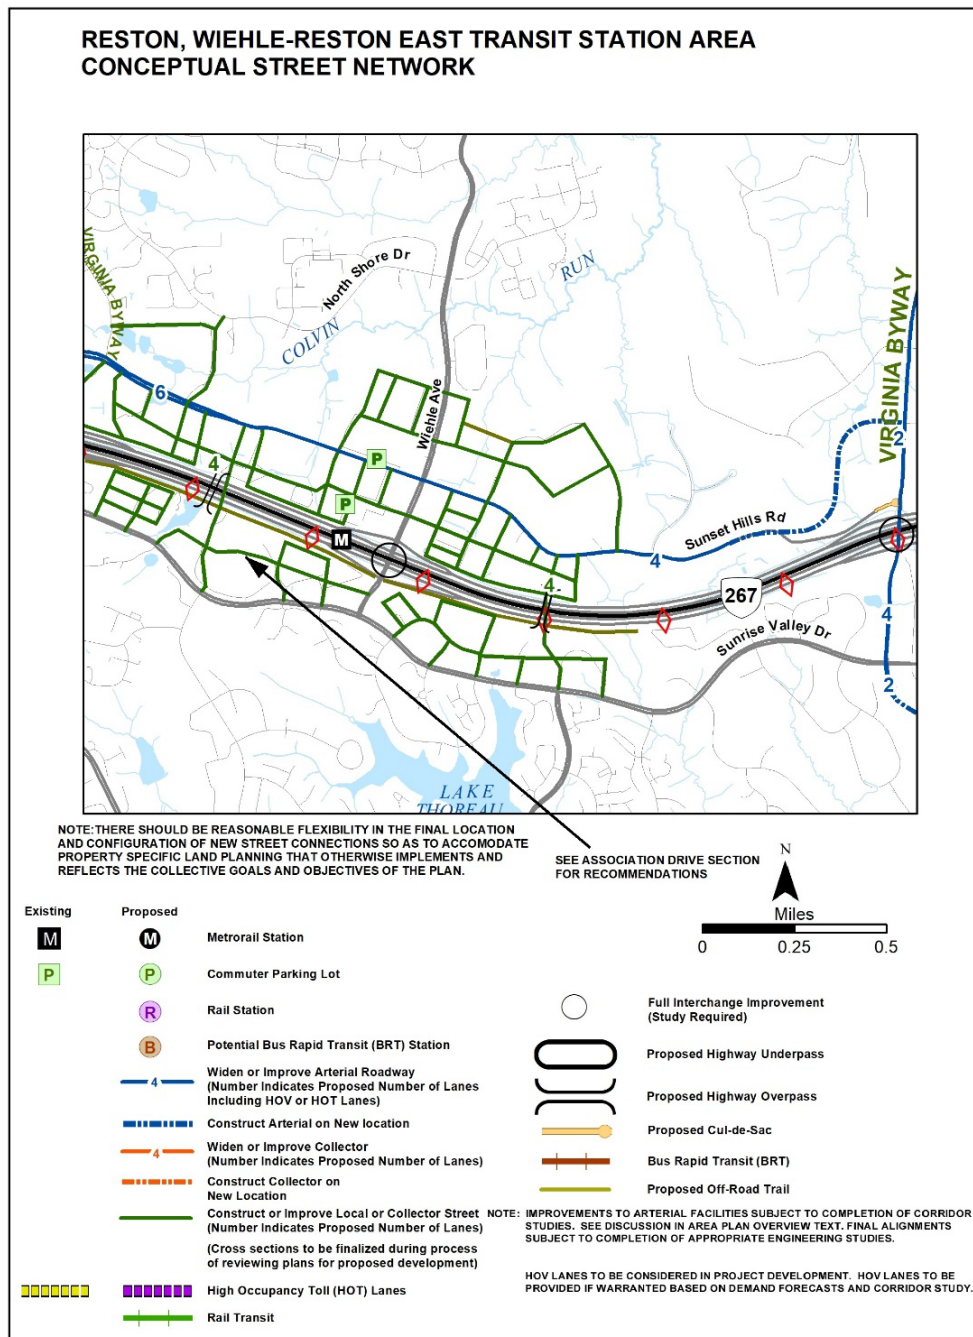 RESTON, WIEHLE-RESTON EAST TRANSIT STATION AREA
CONCEPTUAL STREET NETWORK
VIRGINIA BYWAY
North Shore Dr
RUN
COLVIN
VIRGINIA BYWAY
6
Wiehle Ave
2
P
4
P
Sunset Hills Rd
M
4
4
267
4
Sunrise Valley Dr
2
LAKE
THOREAU
NOTE:THERE SHOULD BE REASONABLE FLEXIBILITY IN THE FINAL LOCATION
AND CONFIGURATION OF NEW STREET CONNECTIONS SO AS TO ACCOMODATE
PROPERTY SPECIFIC LAND PLANNING THAT OTHERWISE IMPLEMENTS AND
REFLECTS THE COLLECTIVE GOALS AND OBJECTIVES OF THE PLAN.
SEE ASSOCIATION DRIVE SECTION
FOR RECOMMENDATIONS
N
Miles
0 0.25 0.5
Existing Proposed
M M Metrorail Station
P P Commuter Parking Lot
R Rail Station
B Potential Bus Rapid Transit (BRT) Station
4 Widen or Improve Arterial Roadway
(Number Indicates Proposed Number of Lanes
Including HOV or HOT Lanes)
Construct Arterial on New location
4 Widen or Improve Collector
(Number Indicates Proposed Number of Lanes)
Construct Collector on
New Location
Construct or Improve Local or Collector Street
(Number Indicates Proposed Number of Lanes)
(Cross sections to be finalized during process
of reviewing plans for proposed development)
High Occupancy Toll (HOT) Lanes
Rail Transit
Full Interchange Improvement
(Study Required)
Proposed Highway Underpass
Proposed Highway Overpass
Proposed Cul-de-Sac
Bus Rapid Transit (BRT)
Proposed Off-Road Trail
NOTE: IMPROVEMENTS TO ARTERIAL FACILITIES SUBJECT TO COMPLETION OF CORRIDOR
STUDIES. SEE DISCUSSION IN AREA PLAN OVERVIEW TEXT. FINAL ALIGNMENTS
SUBJECT TO COMPLETION OF APPROPRIATE ENGINEERING STUDIES.
HOV LANES TO BE CONSIDERED IN PROJECT DEVELOPMENT. HOV LANES TO BE
PROVIDED IF WARRANTED BASED ON DEMAND FORECASTS AND CORRIDOR STUDY.